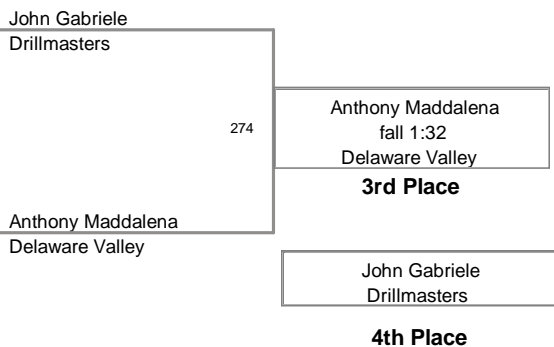 John Gabriele
Drillmasters
274
Anthony Maddalena
fall 1:32
Delaware Valley
3rd Place
Anthony Maddalena
Delaware Valley
John Gabriele
Drillmasters
4th Place